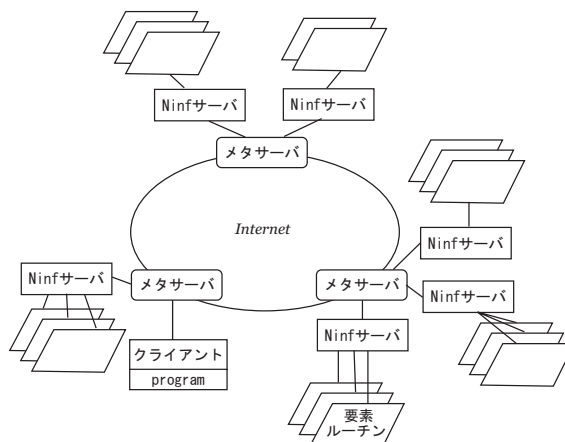 Ninfサーバ
Ninfサーバ
メタサーバ
Internet
Ninfサーバ
Ninfサーバ
メタサーバ
メタサーバ
Ninfサーバ
クライアント
program
Ninfサーバ
要素
ルーチン